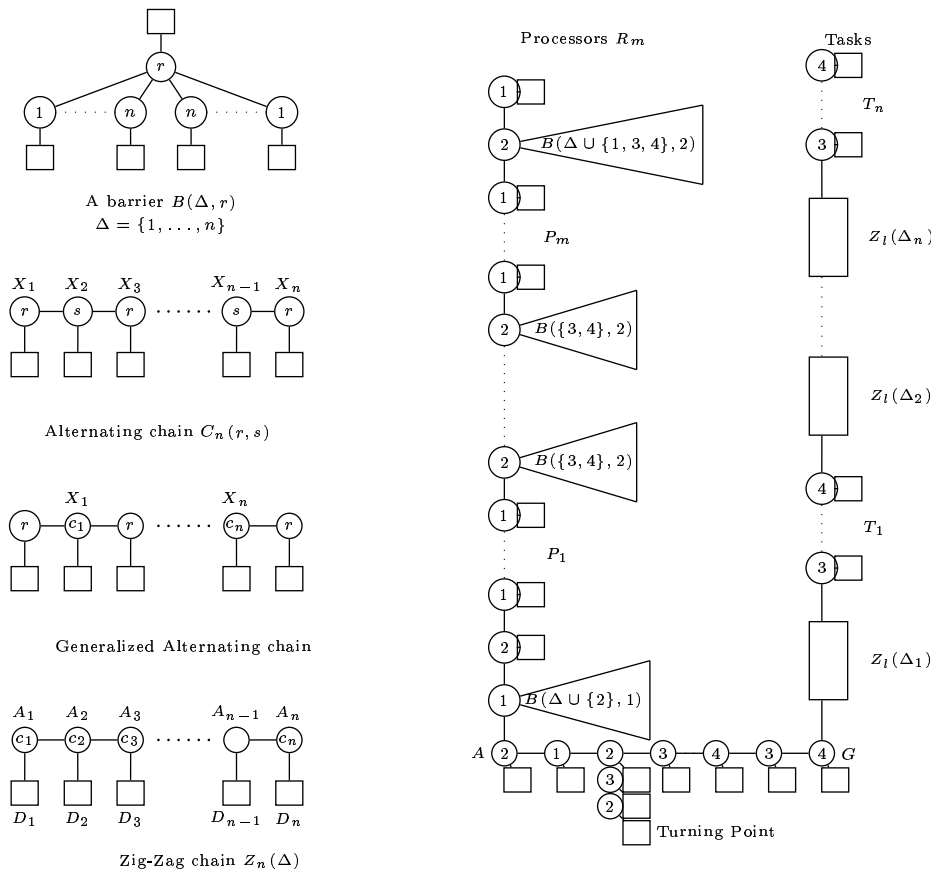 r
1 n n 1
A barrier B(Δ, r)
Δ = {1, . . . , n}
X₁ X₂ X₃ Xₙ₋₁ Xₙ
r s r · · · · · · s r
Alternating chain Cₙ(r, s)
X₁ Xₙ
r c₁ r · · · · · · cₙ r
Generalized Alternating chain
A₁ A₂ A₃ Aₙ₋₁ Aₙ
c₁ c₂ c₃ · · · · · · cₙ
D₁ D₂ D₃ Dₙ₋₁ Dₙ
Zig-Zag chain Zₙ(Δ)
Processors Rₘ
1
2 B(Δ ∪ {1, 3, 4}, 2)
1
Pₘ
1
2 B({3, 4}, 2)
2 B({3, 4}, 2)
1
P₁
1
2
1 B(Δ ∪ {2}, 1)
A 2 1 2 3 4 3 4 G
3
2
Turning Point
Tasks
4
Tₙ
3
Zₗ(Δₙ)
Zₗ(Δ₂)
4
T₁
3
Zₗ(Δ₁)